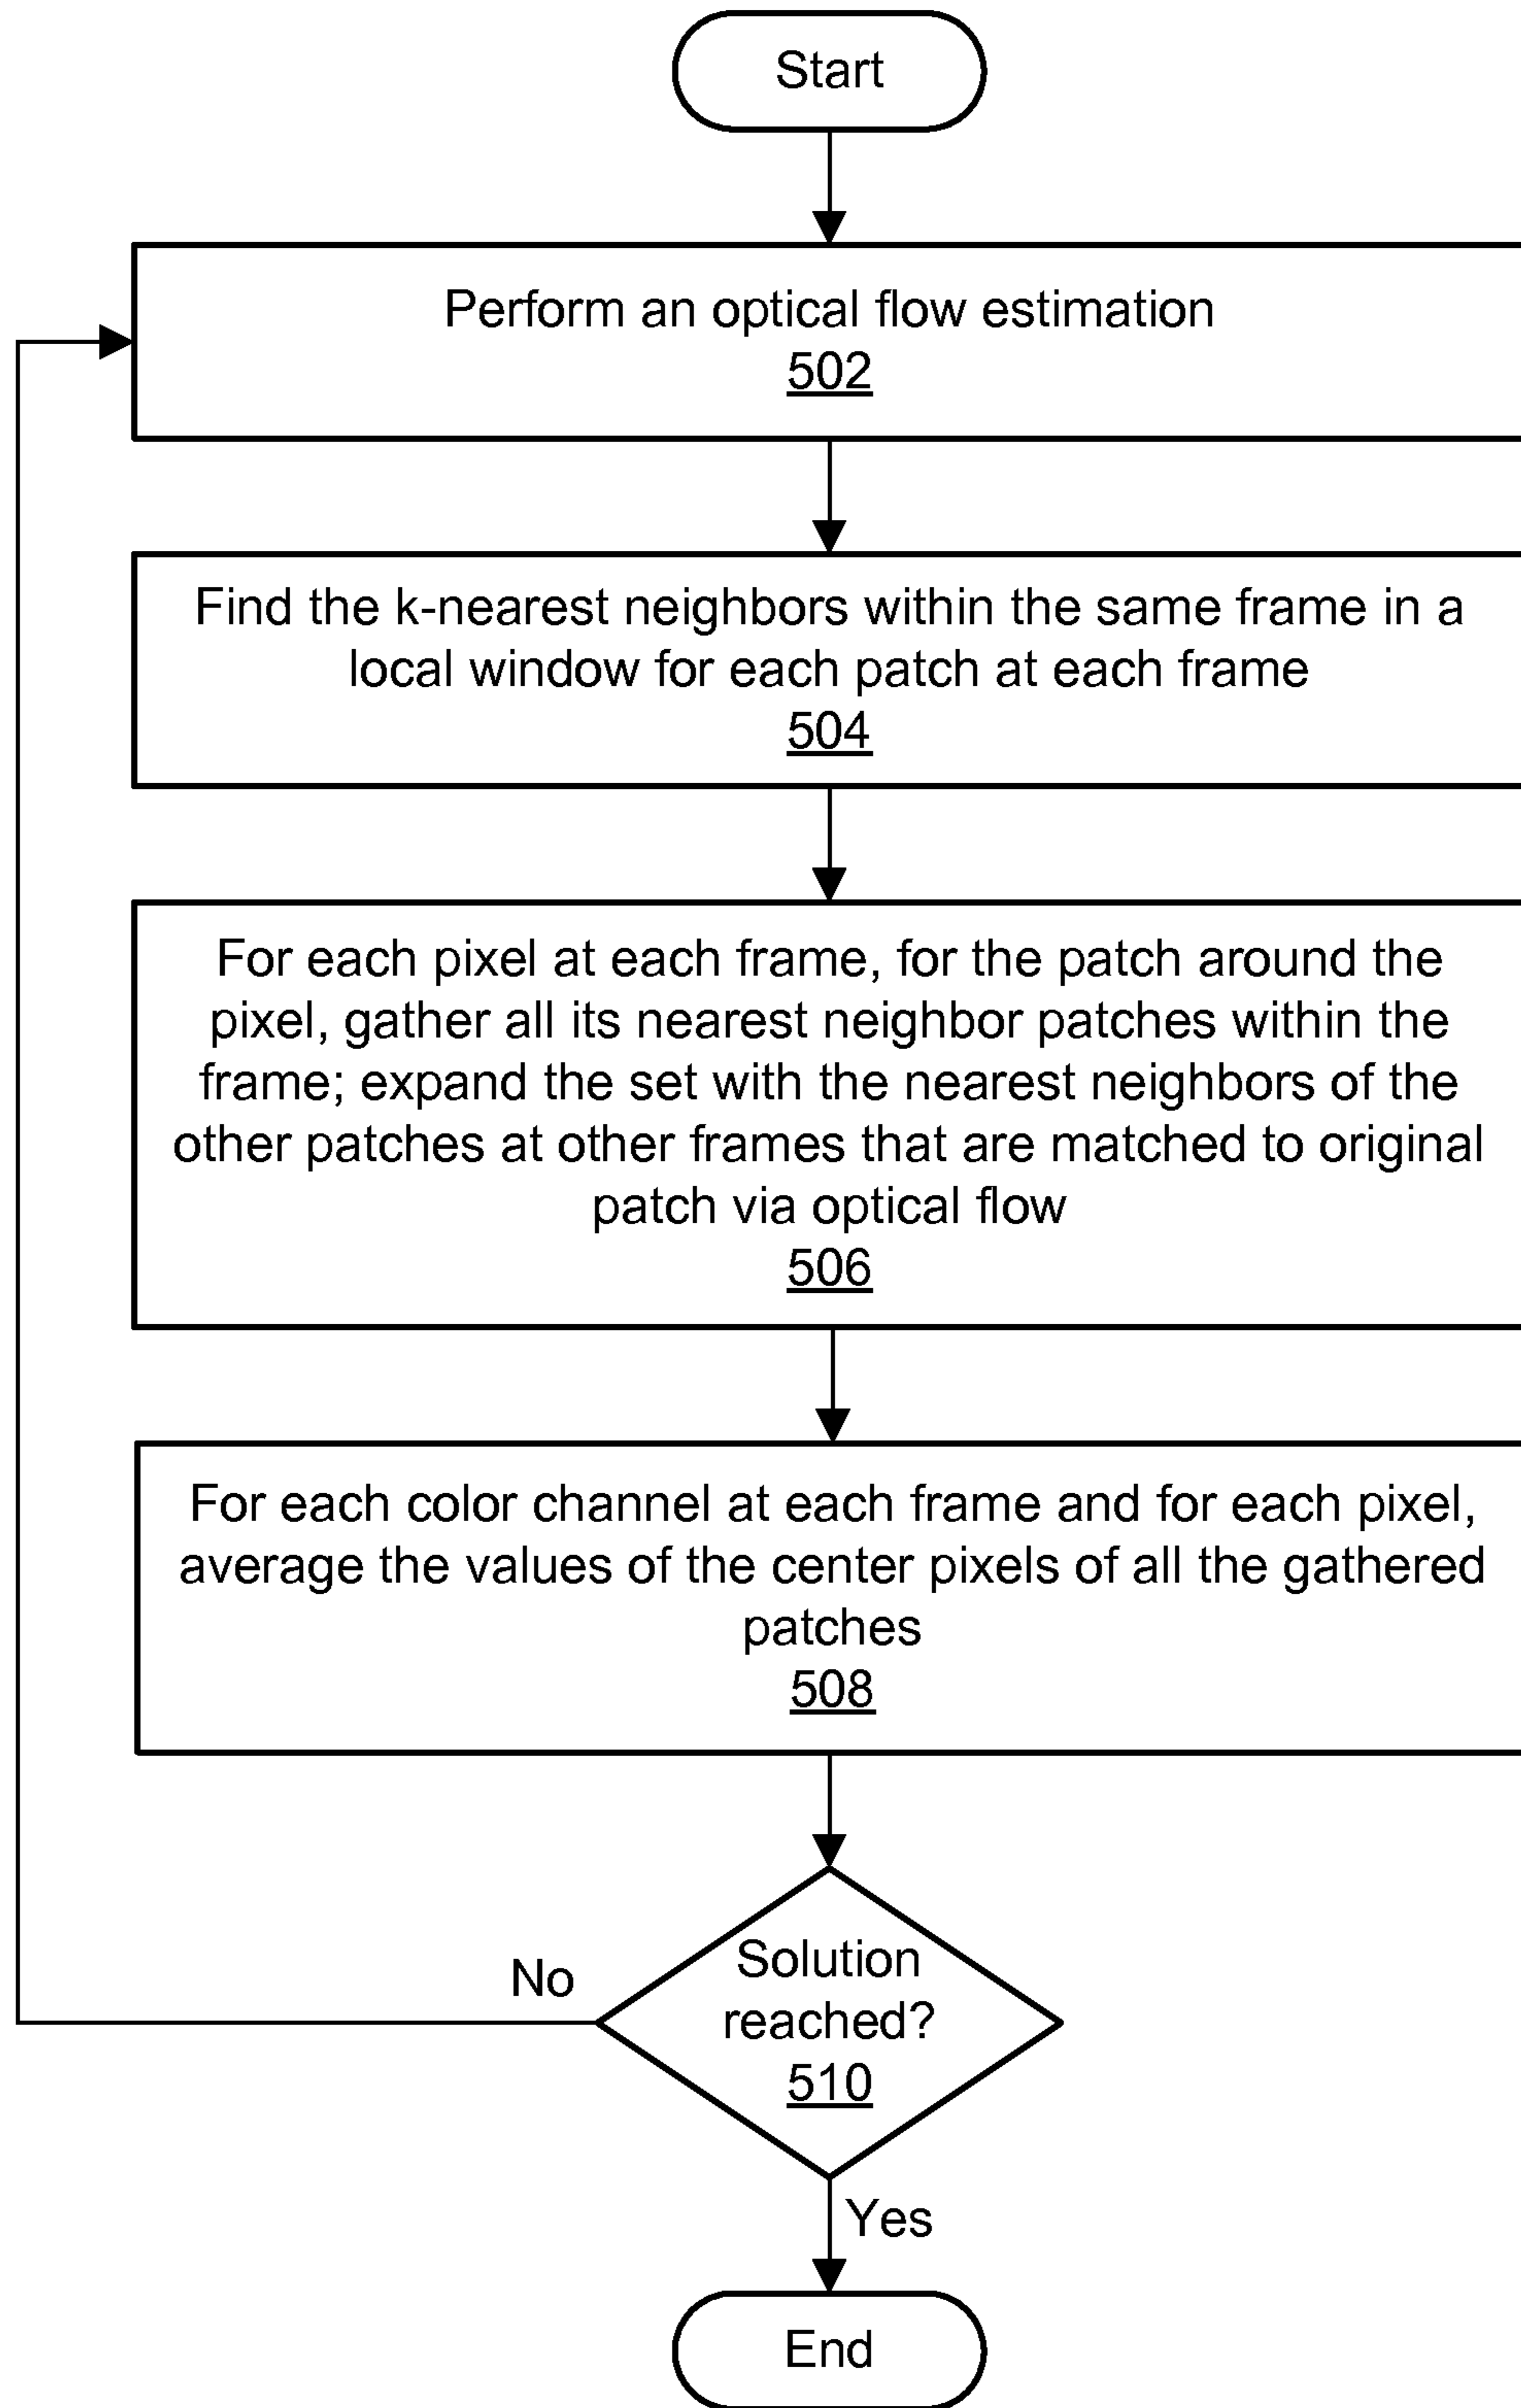 Start
Perform an optical flow estimation
502
Find the k-nearest neighbors within the same frame in a
local window for each patch at each frame
504
For each pixel at each frame, for the patch around the
pixel, gather all its nearest neighbor patches within the
frame; expand the set with the nearest neighbors of the
other patches at other frames that are matched to original
patch via optical flow
506
For each color channel at each frame and for each pixel,
average the values of the center pixels of all the gathered
patches
508
Solution
reached?
510
No
Yes
End